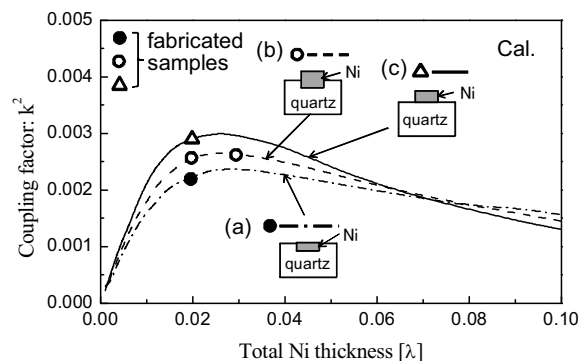 0.005
0.004
0.003
0.002
0.001
0.000
Coupling factor: k²
fabricated
samples
(b)
Ni
quartz
Cal.
(c)
Ni
quartz
(a)
Ni
quartz
0.00 0.02 0.04 0.06 0.08 0.10
Total Ni thickness [λ]